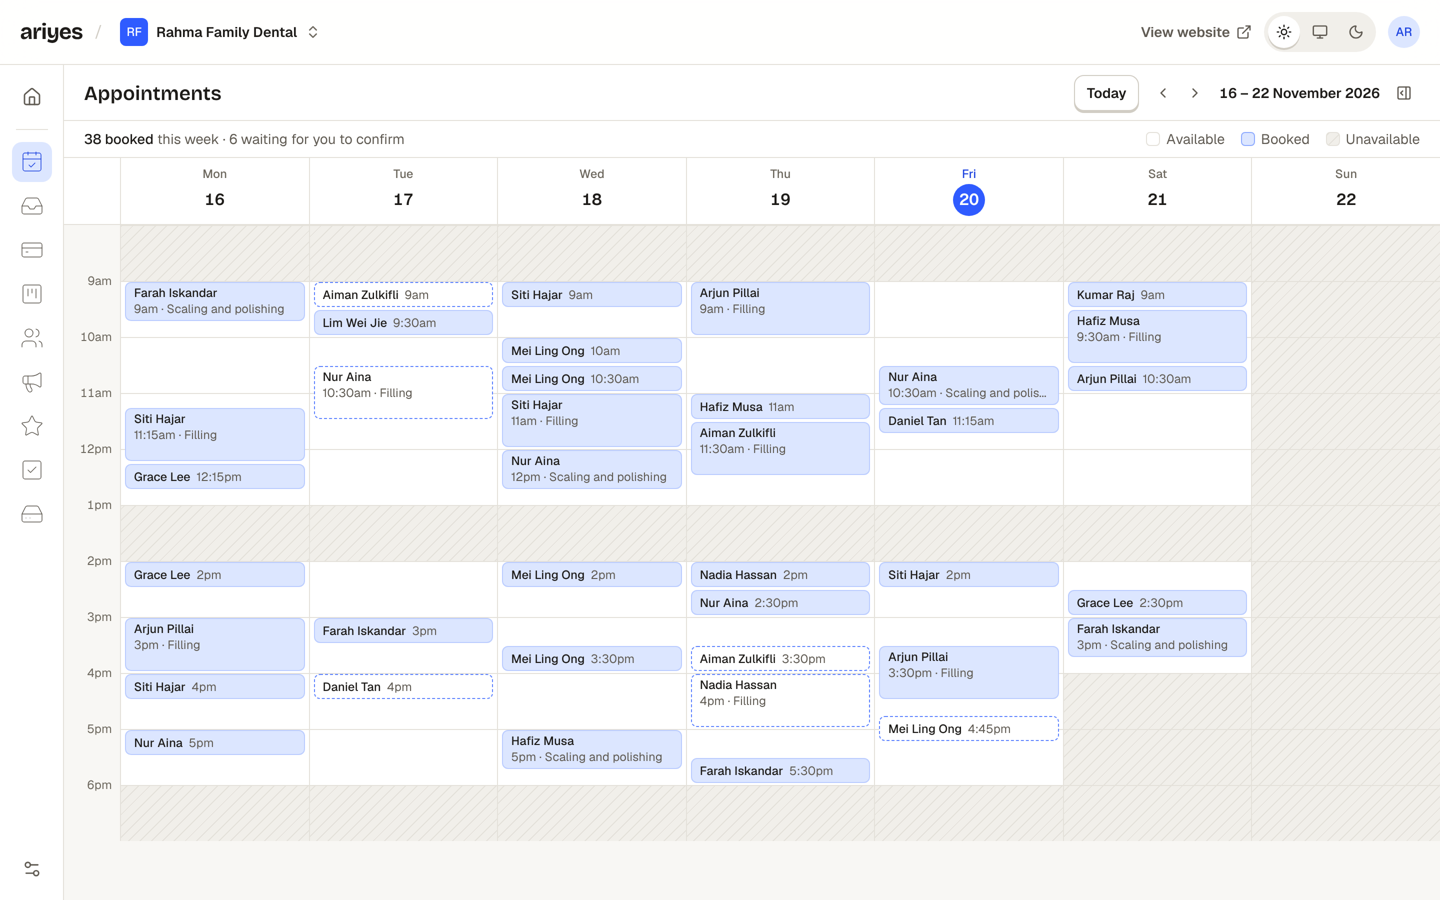 ariyes / RF Rahma Family Dental
View website
AR
Appointments
Today
16 – 22 November 2026
38 booked this week · 6 waiting for you to confirm
Available
Booked
Unavailable
Mon
16
Tue
17
Wed
18
Thu
19
Fri
20
Sat
21
Sun
22
9am
10am
11am
12pm
1pm
2pm
3pm
4pm
5pm
6pm
Farah Iskandar
9am · Scaling and polishing
Siti Hajar
11:15am · Filling
Grace Lee 12:15pm
Grace Lee 2pm
Arjun Pillai
3pm · Filling
Siti Hajar 4pm
Nur Aina 5pm
Aiman Zulkifli 9am
Lim Wei Jie 9:30am
Nur Aina
10:30am · Filling
Farah Iskandar 3pm
Daniel Tan 4pm
Siti Hajar 9am
Mei Ling Ong 10am
Mei Ling Ong 10:30am
Siti Hajar
11am · Filling
Nur Aina
12pm · Scaling and polishing
Mei Ling Ong 2pm
Mei Ling Ong 3:30pm
Hafiz Musa
5pm · Scaling and polishing
Arjun Pillai
9am · Filling
Hafiz Musa 11am
Aiman Zulkifli
11:30am · Filling
Nadia Hassan 2pm
Nur Aina 2:30pm
Aiman Zulkifli 3:30pm
Nadia Hassan
4pm · Filling
Farah Iskandar 5:30pm
Nur Aina
10:30am · Scaling and polis...
Daniel Tan 11:15am
Siti Hajar 2pm
Arjun Pillai
3:30pm · Filling
Mei Ling Ong 4:45pm
Kumar Raj 9am
Hafiz Musa
9:30am · Filling
Arjun Pillai 10:30am
Grace Lee 2:30pm
Farah Iskandar
3pm · Scaling and polishing